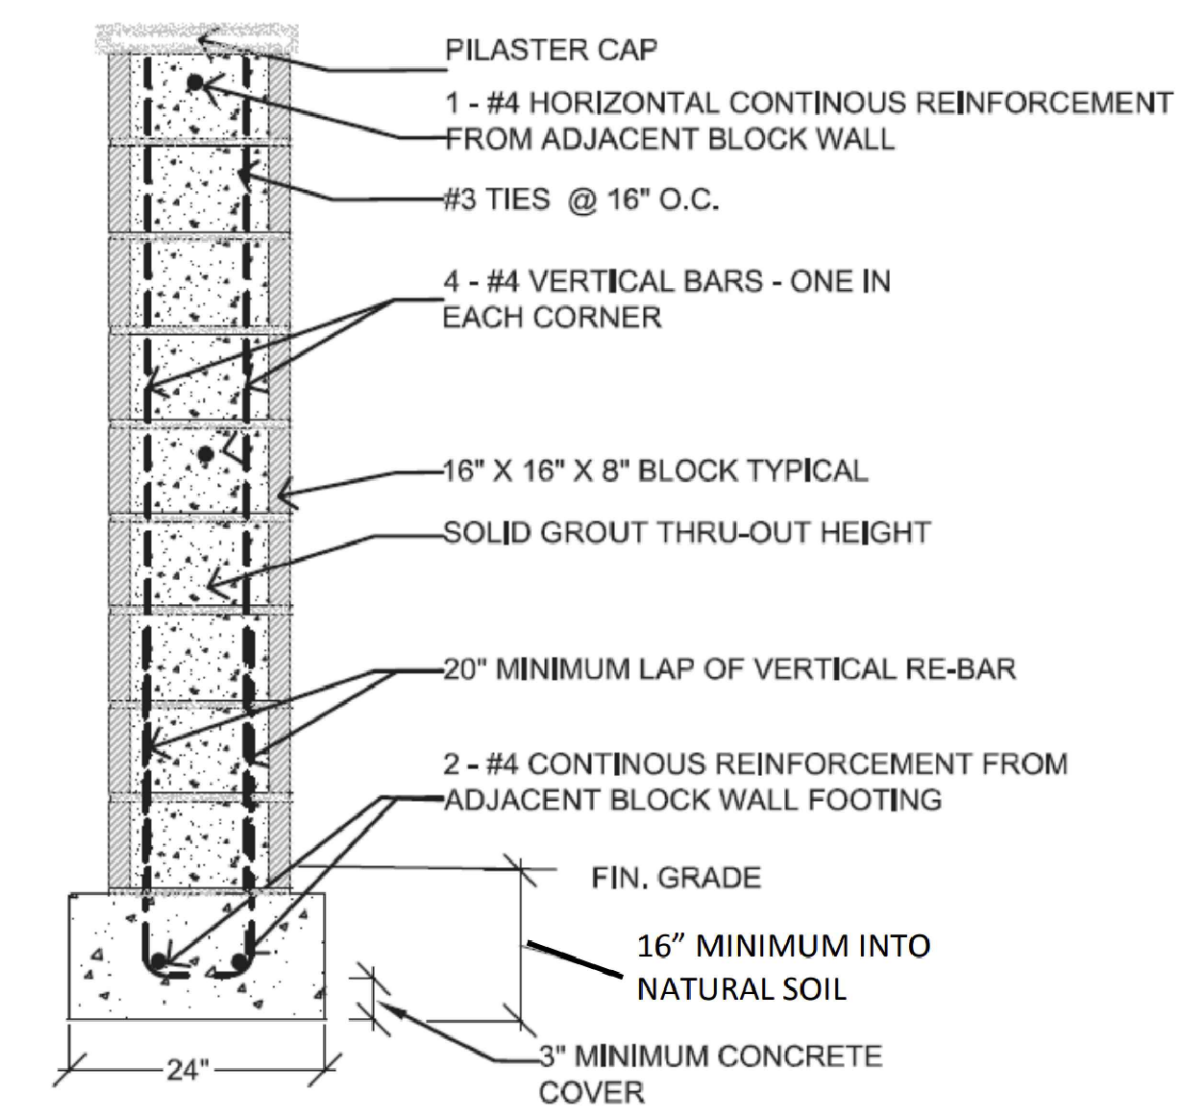 PILASTER CAP
1 - #4 HORIZONTAL CONTINOUS REINFORCEMENT
FROM ADJACENT BLOCK WALL
#3 TIES @ 16" O.C.
4 - #4 VERTICAL BARS - ONE IN
EACH CORNER
16" X 16" X 8" BLOCK TYPICAL
SOLID GROUT THRU-OUT HEIGHT
20" MINIMUM LAP OF VERTICAL RE-BAR
2 - #4 CONTINOUS REINFORCEMENT FROM
ADJACENT BLOCK WALL FOOTING
FIN. GRADE
16” MINIMUM INTO
NATURAL SOIL
3" MINIMUM CONCRETE
COVER
24"